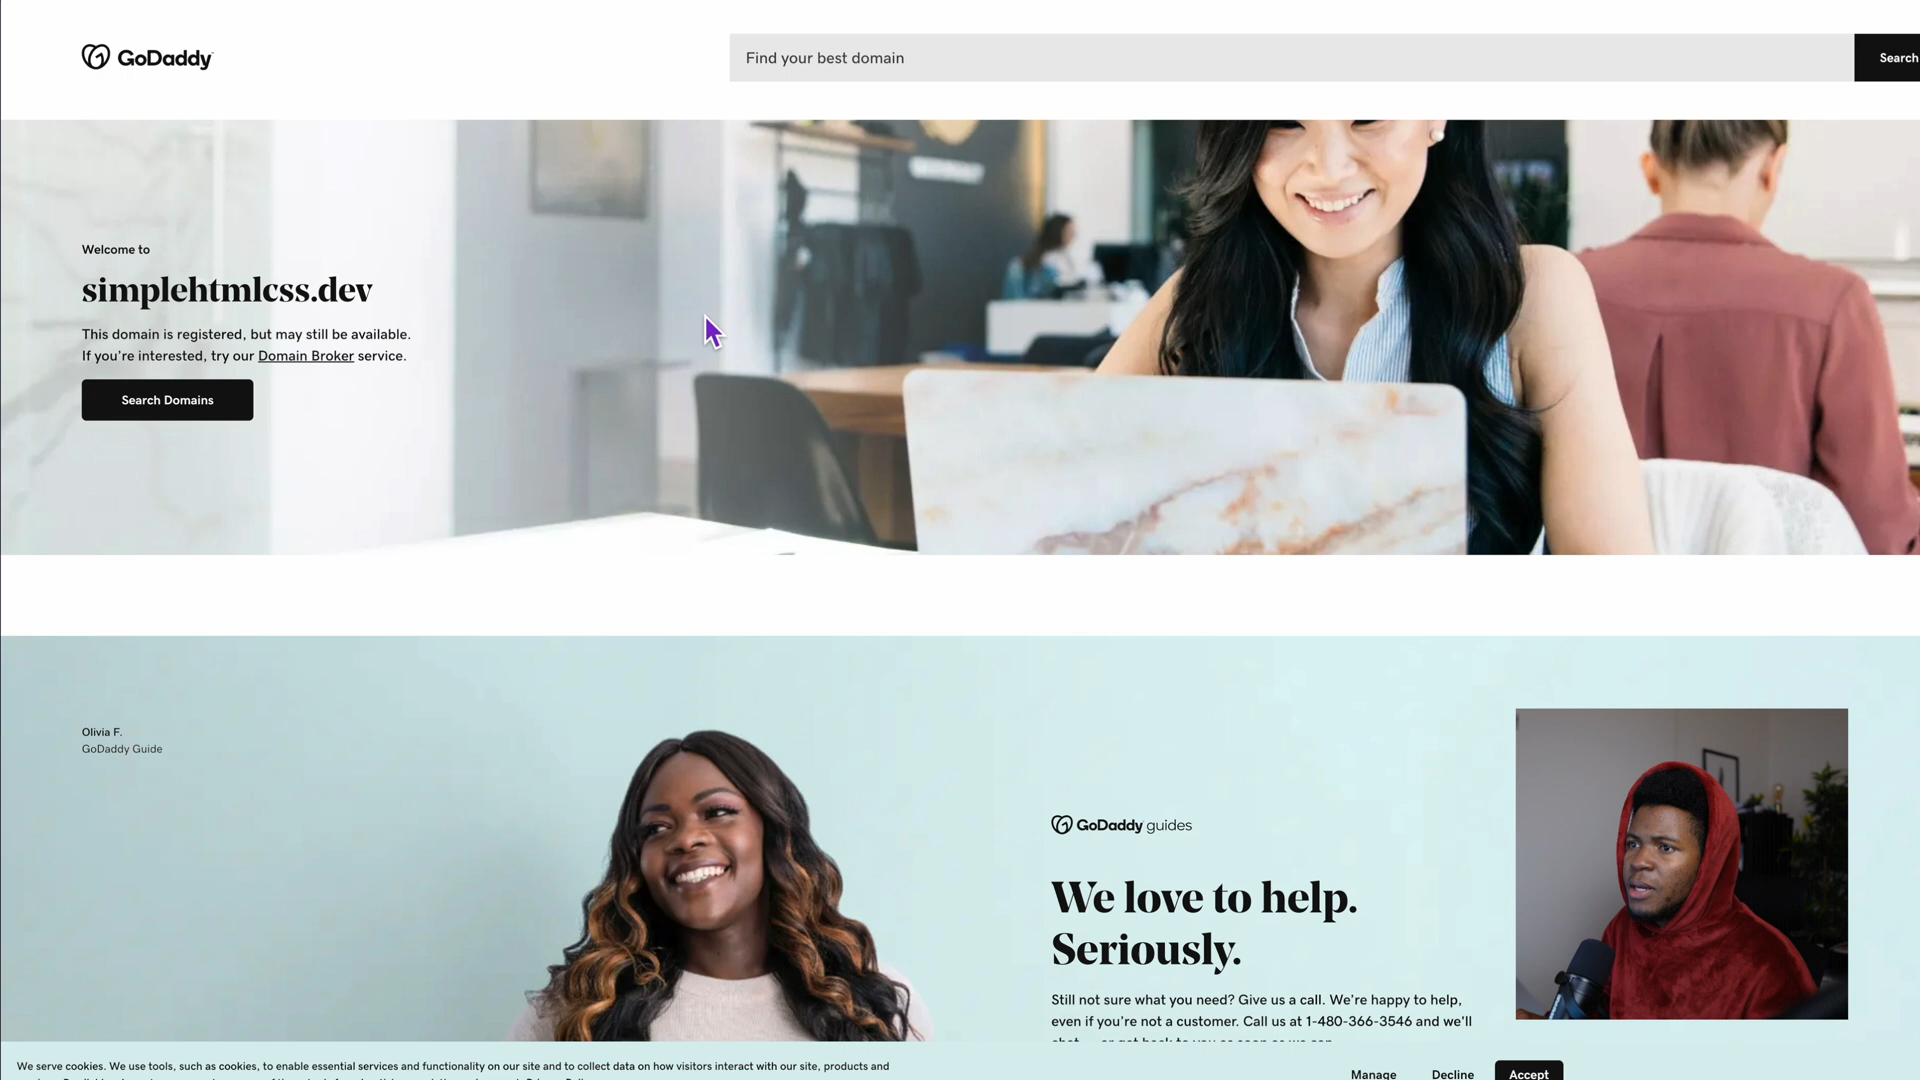 GoDaddy
Find your best domain
Search
Welcome to
simplehtmlcss.dev
This domain is registered, but may still be available.
If you're interested, try our Domain Broker service.
Search Domains
Olivia F.
GoDaddy Guide
GoDaddy guides
We love to help.
Seriously.
Still not sure what you need? Give us a call. We're happy to help,
even if you're not a customer. Call us at 1-480-366-3546 and we'll
We serve cookies. We use tools, such as cookies, to enable essential services and functionality on our site and to collect data on how visitors interact with our site, products and
Manage
Decline
Accept